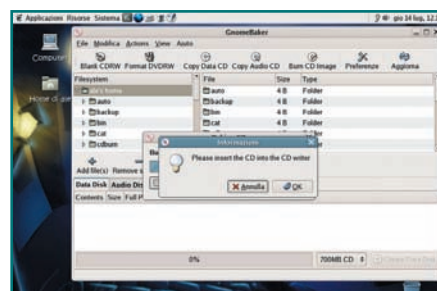 Applicazioni Risorse Sistema gio 14 lug, 12:
GnomeBaker
File Modifica Actions View Aiuto
Blank CDRW Format DVDRW Copy Data CD Copy Audio CD Burn CD Image Preferenze Aggiorna
Computer
Filesystem File Size Type
home auto 4 B Folder
auto backup 4 B Folder
backup bin 4 B Folder
bin cat 4 B Folder
cat
cdburn
Informazioni
Please insert the CD into the CD writer
Annulla OK
Add file(s) Remove
Data Disk Audio
Contents Size Full
0% 700MB CD